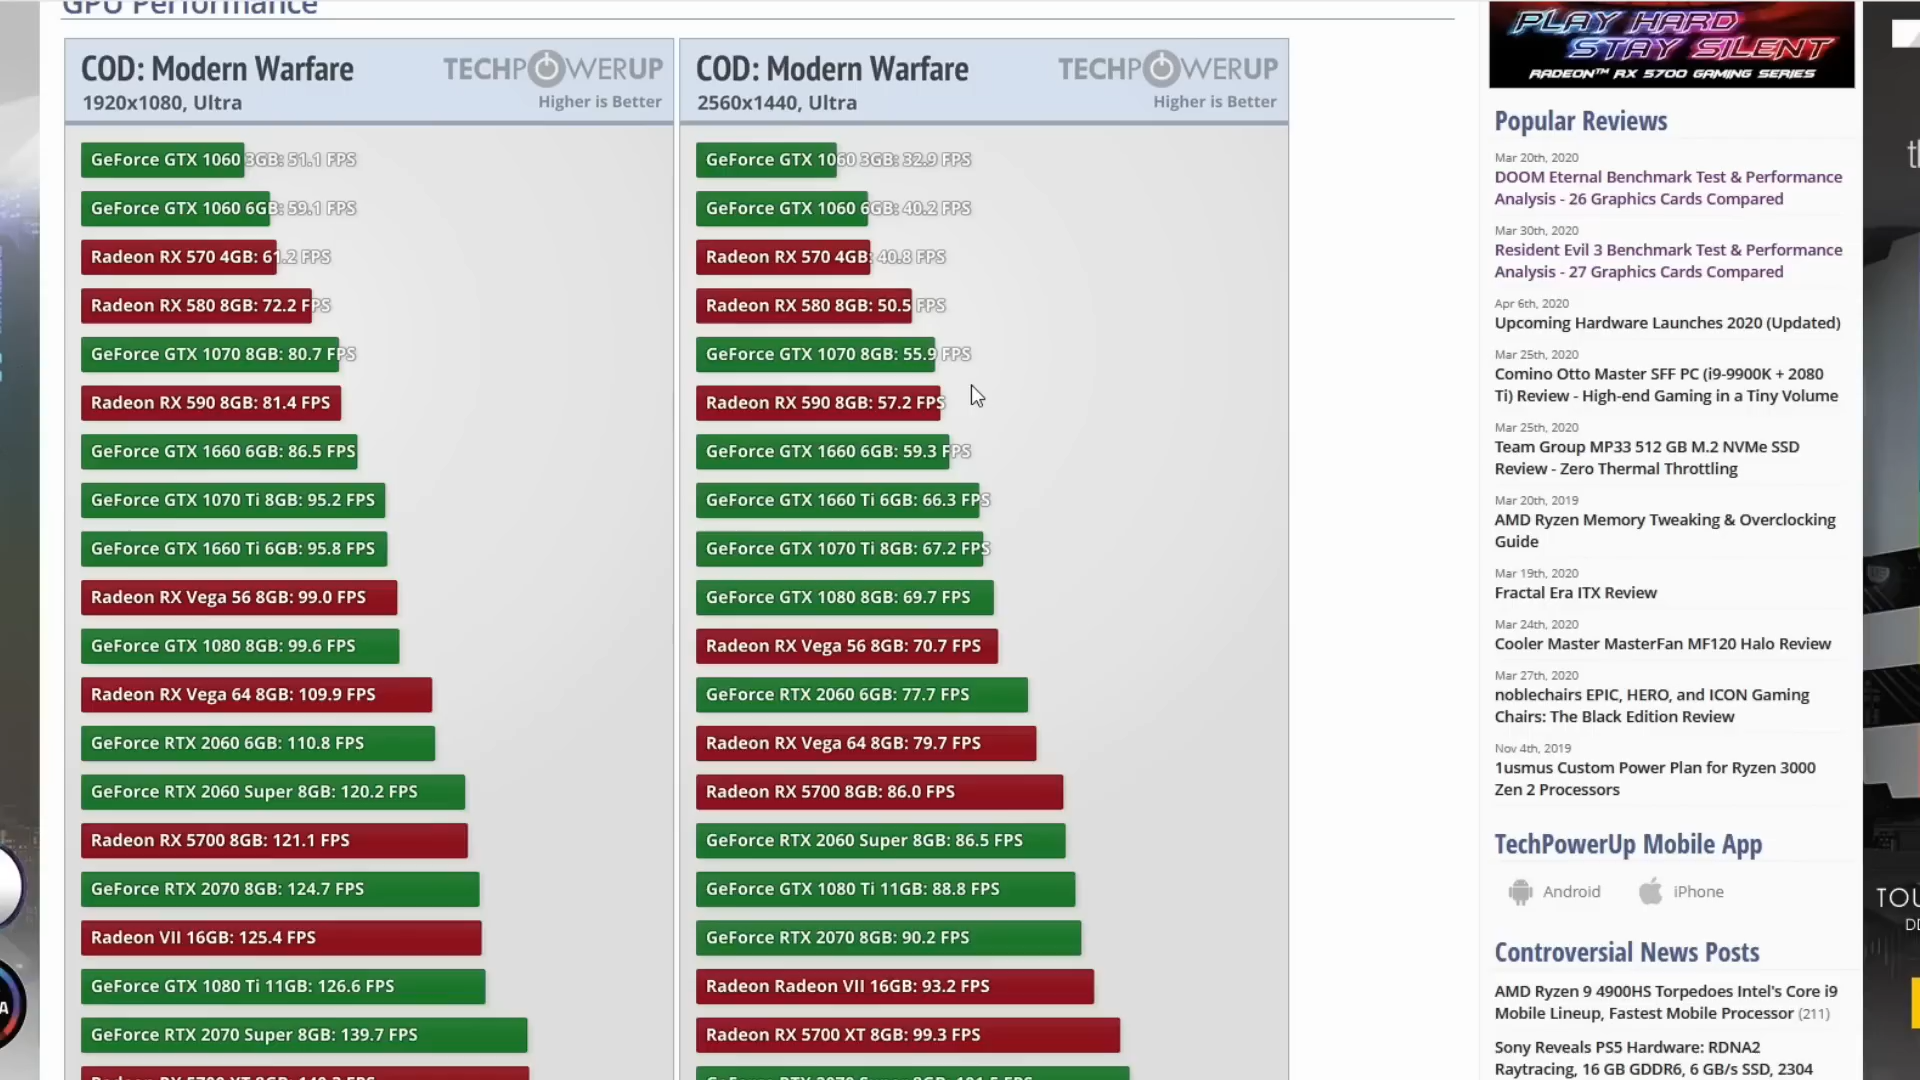 GPU Performance
COD: Modern Warfare
TECHPOWERUP
1920x1080, Ultra
Higher is Better
GeForce GTX 1060 3GB: 51.1 FPS
GeForce GTX 1060 6GB: 59.1 FPS
Radeon RX 570 4GB: 61.2 FPS
Radeon RX 580 8GB: 72.2 FPS
GeForce GTX 1070 8GB: 80.7 FPS
Radeon RX 590 8GB: 81.4 FPS
GeForce GTX 1660 6GB: 86.5 FPS
GeForce GTX 1070 Ti 8GB: 95.2 FPS
GeForce GTX 1660 Ti 6GB: 95.8 FPS
Radeon RX Vega 56 8GB: 99.0 FPS
GeForce GTX 1080 8GB: 99.6 FPS
Radeon RX Vega 64 8GB: 109.9 FPS
GeForce RTX 2060 6GB: 110.8 FPS
GeForce RTX 2060 Super 8GB: 120.2 FPS
Radeon RX 5700 8GB: 121.1 FPS
GeForce RTX 2070 8GB: 124.7 FPS
Radeon VII 16GB: 125.4 FPS
GeForce GTX 1080 Ti 11GB: 126.6 FPS
GeForce RTX 2070 Super 8GB: 139.7 FPS
COD: Modern Warfare
TECHPOWERUP
2560x1440, Ultra
Higher is Better
GeForce GTX 1060 3GB: 32.9 FPS
GeForce GTX 1060 6GB: 40.2 FPS
Radeon RX 570 4GB: 40.8 FPS
Radeon RX 580 8GB: 50.5 FPS
GeForce GTX 1070 8GB: 55.9 FPS
Radeon RX 590 8GB: 57.2 FPS
GeForce GTX 1660 6GB: 59.3 FPS
GeForce GTX 1660 Ti 6GB: 66.3 FPS
GeForce GTX 1070 Ti 8GB: 67.2 FPS
GeForce GTX 1080 8GB: 69.7 FPS
Radeon RX Vega 56 8GB: 70.7 FPS
GeForce RTX 2060 6GB: 77.7 FPS
Radeon RX Vega 64 8GB: 79.7 FPS
Radeon RX 5700 8GB: 86.0 FPS
GeForce RTX 2060 Super 8GB: 86.5 FPS
GeForce GTX 1080 Ti 11GB: 88.8 FPS
GeForce RTX 2070 8GB: 90.2 FPS
Radeon Radeon VII 16GB: 93.2 FPS
Radeon RX 5700 XT 8GB: 99.3 FPS
PLAY HARD
STAY SILENT
RADEON™ RX 5700 GAMING SERIES
Popular Reviews
Mar 20th, 2020
DOOM Eternal Benchmark Test & Performance
Analysis - 26 Graphics Cards Compared
Mar 30th, 2020
Resident Evil 3 Benchmark Test & Performance
Analysis - 27 Graphics Cards Compared
Apr 6th, 2020
Upcoming Hardware Launches 2020 (Updated)
Mar 25th, 2020
Comino Otto Master SFF PC (i9-9900K + 2080
Ti) Review - High-end Gaming in a Tiny Volume
Mar 25th, 2020
Team Group MP33 512 GB M.2 NVMe SSD
Review - Zero Thermal Throttling
Mar 20th, 2019
AMD Ryzen Memory Tweaking & Overclocking
Guide
Mar 19th, 2020
Fractal Era ITX Review
Mar 24th, 2020
Cooler Master MasterFan MF120 Halo Review
Mar 27th, 2020
noblechairs EPIC, HERO, and ICON Gaming
Chairs: The Black Edition Review
Nov 4th, 2019
1usmus Custom Power Plan for Ryzen 3000
Zen 2 Processors
TechPowerUp Mobile App
Android
iPhone
Controversial News Posts
AMD Ryzen 9 4900HS Torpedoes Intel's Core i9
Mobile Lineup, Fastest Mobile Processor (211)
Sony Reveals PS5 Hardware: RDNA2
Raytracing, 16 GB GDDR6, 6 GB/s SSD, 2304